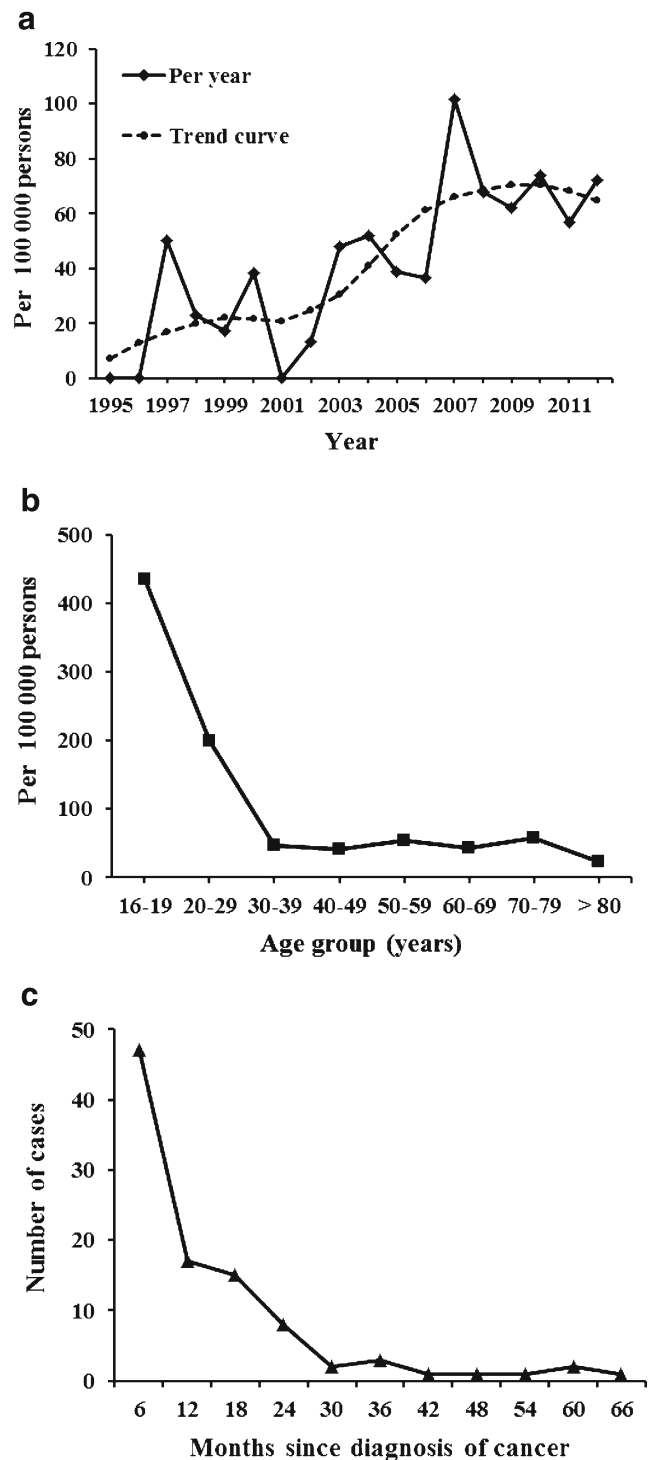 a
120
100
80
60
40
20
0
Per 100 000 persons
Per year
Trend curve
1995 1997 1999 2001 2003 2005 2007 2009 2011
Year
b
500
400
300
200
100
0
Per 100 000 persons
16-19 20-29 30-39 40-49 50-59 60-69 70-79 > 80
Age group (years)
c
50
40
30
20
10
0
Number of cases
6 12 18 24 30 36 42 48 54 60 66
Months since diagnosis of cancer